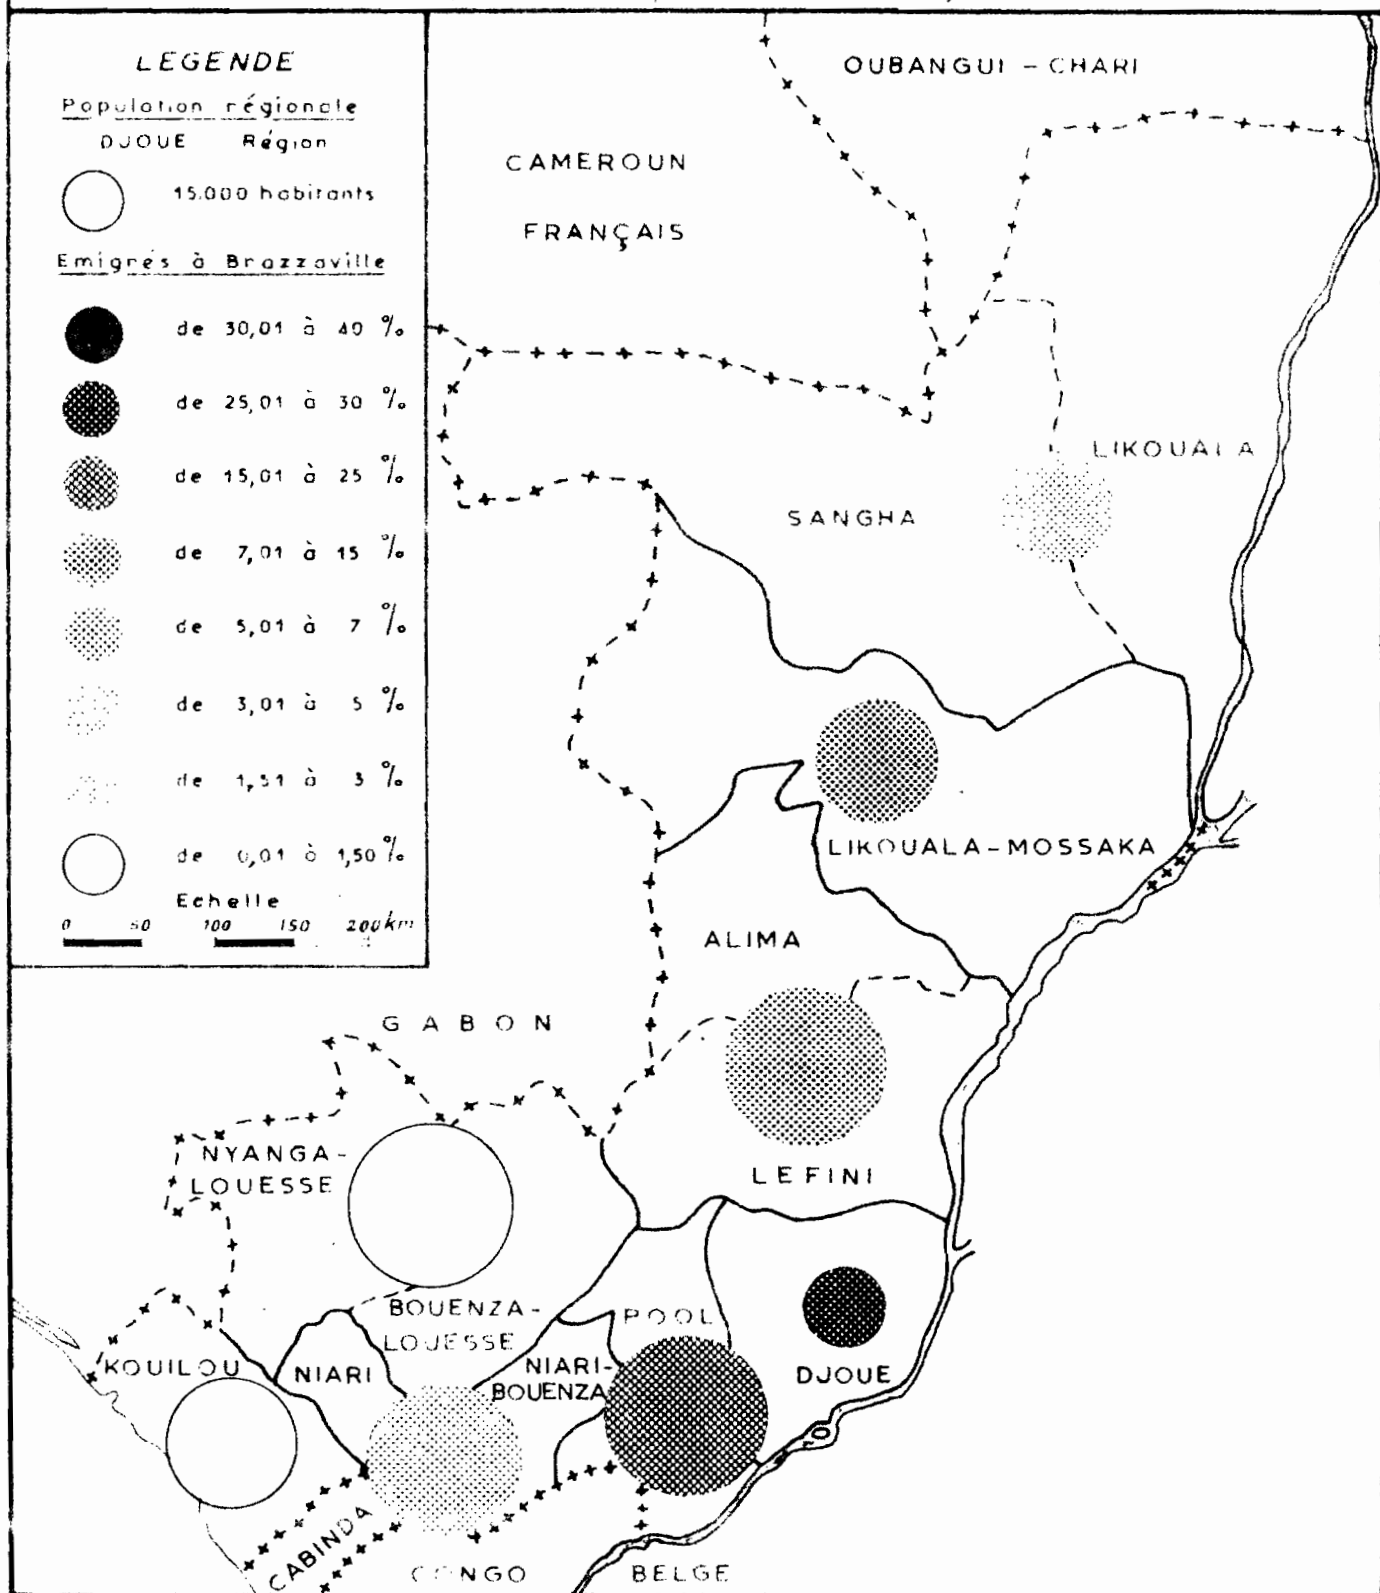 LEGENDE
Population régionale
DJOUE Région
15.000 habitants
Emigrés à Brazzaville
de 30,01 à 40 %
de 25,01 à 30 %
de 15,01 à 25 %
de 7,01 à 15 %
de 5,01 à 7 %
de 3,01 à 5 %
de 1,51 à 3 %
de 0,01 à 1,50 %
Echelle
0 50 100 150 200km
OUBANGUI - CHARI
CAMEROUN
FRANÇAIS
LIKOUALA
SANGHA
LIKOUALA-MOSSAKA
ALIMA
GABON
NYANGA-
LOUESSE
LEFINI
BOUENZA-
LOUESSE
POOL
KOUILOU
NIARI
NIARI-
BOUENZA
DJOUE
CABINDA
CONGO BELGE